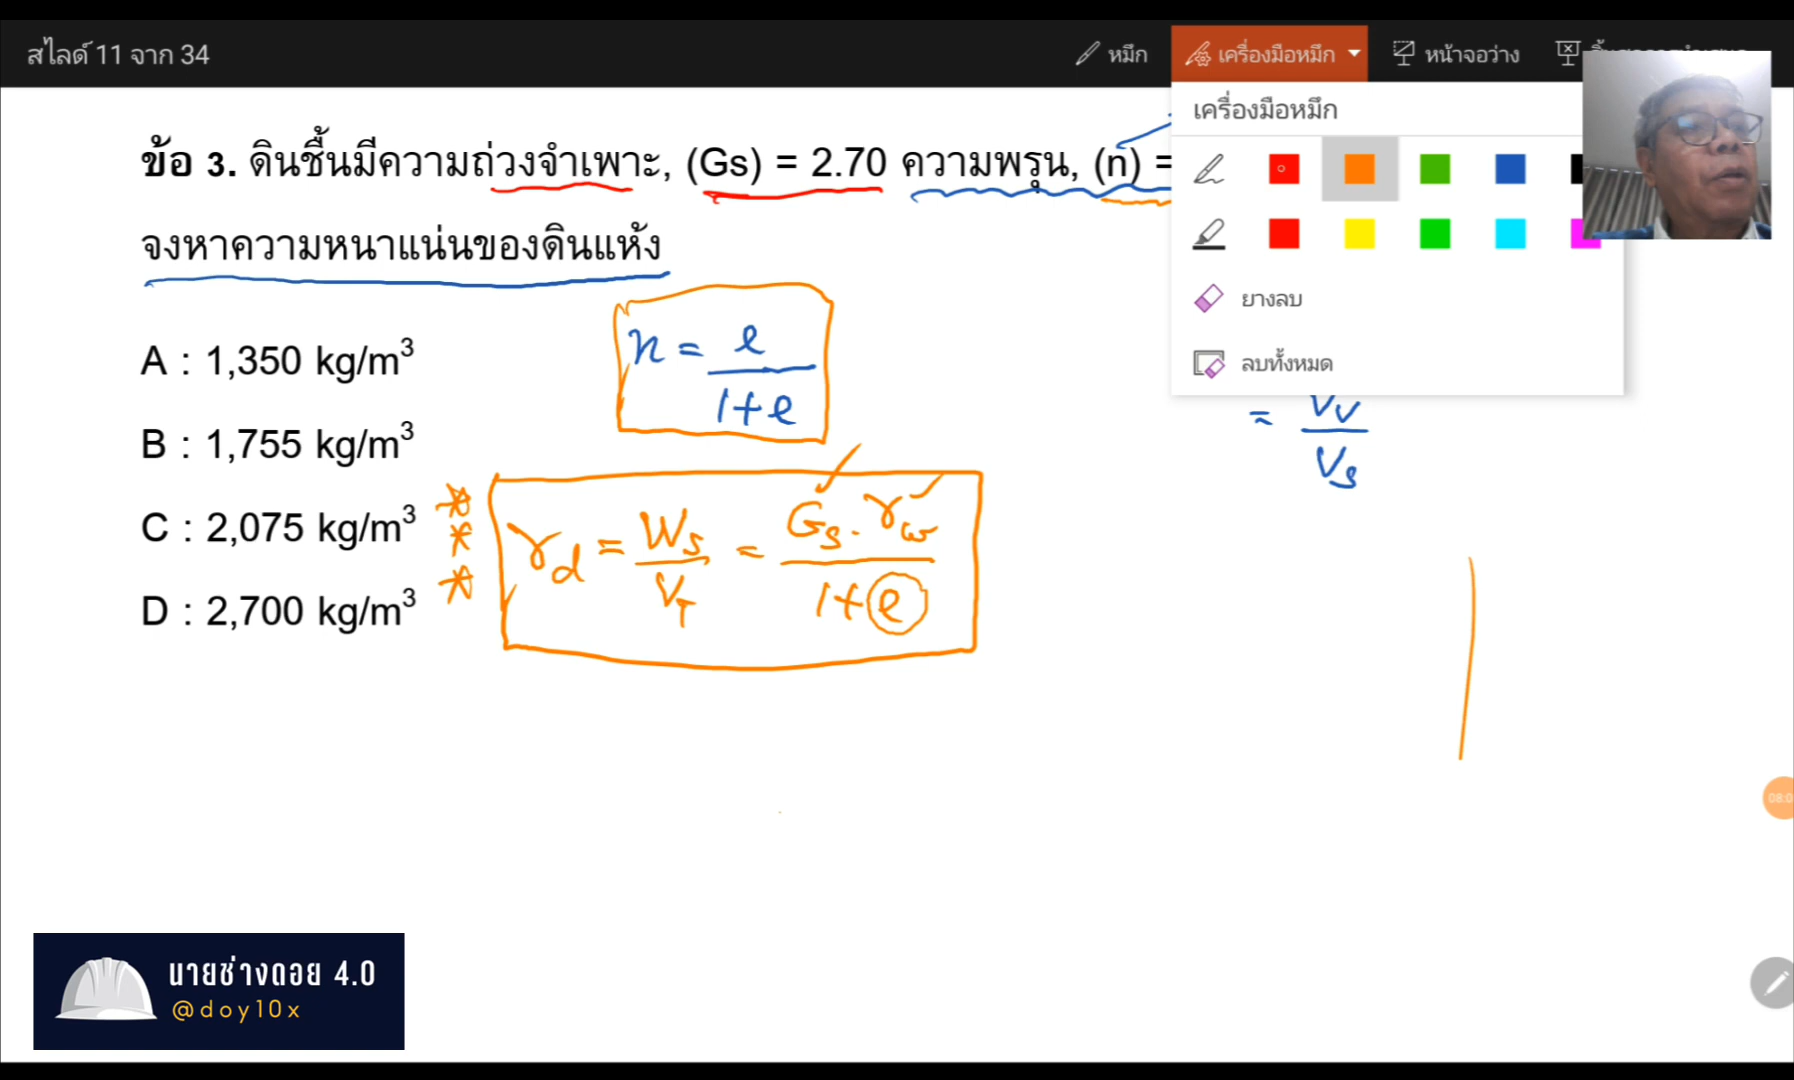 สไลด์ 11 จาก 34
หมึก
เครื่องมือหมึก
หน้าจอว่าง
เครื่องมือหมึก
ยางลบ
ลบทั้งหมด
ข้อ 3. ดินชื้นมีความถ่วงจำเพาะ, (Gs) = 2.70 ความพรุน, (n) =
จงหาความหนาแน่นของดินแห้ง
A : 1,350 kg/m³
B : 1,755 kg/m³
C : 2,075 kg/m³
D : 2,700 kg/m³
n = e / 1+e
= Vv / Vs
γd = Ws / VT = Gs . γw / 1+e
08:0
นายช่างดอย 4.0
@doy10x